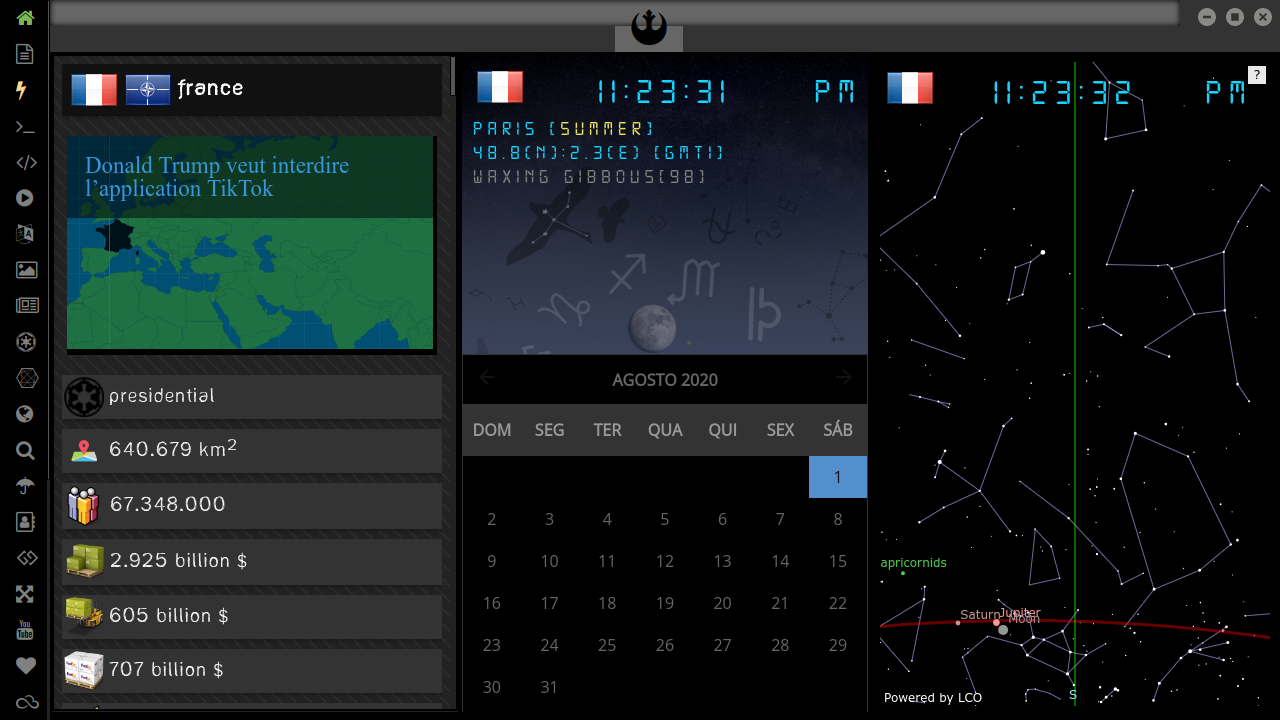 france
Donald Trump veut interdire
l'application TikTok
presidential
640.679 km²
67.348.000
2.925 billion $
605 billion $
707 billion $
11:23:31 PM
PARIS [SUMMER]
48.8(N):2.3(E) [GMT1]
WAXING GIBBOUS[98]
AGOSTO 2020
DOM SEG TER QUA QUI SEX SÁB
1
2 3 4 5 6 7 8
9 10 11 12 13 14 15
16 17 18 19 20 21 22
23 24 25 26 27 28 29
30 31
11:23:32 PM
?
apricornids
Saturn
Jupiter
Moon
S
Powered by LCO
You
Tube